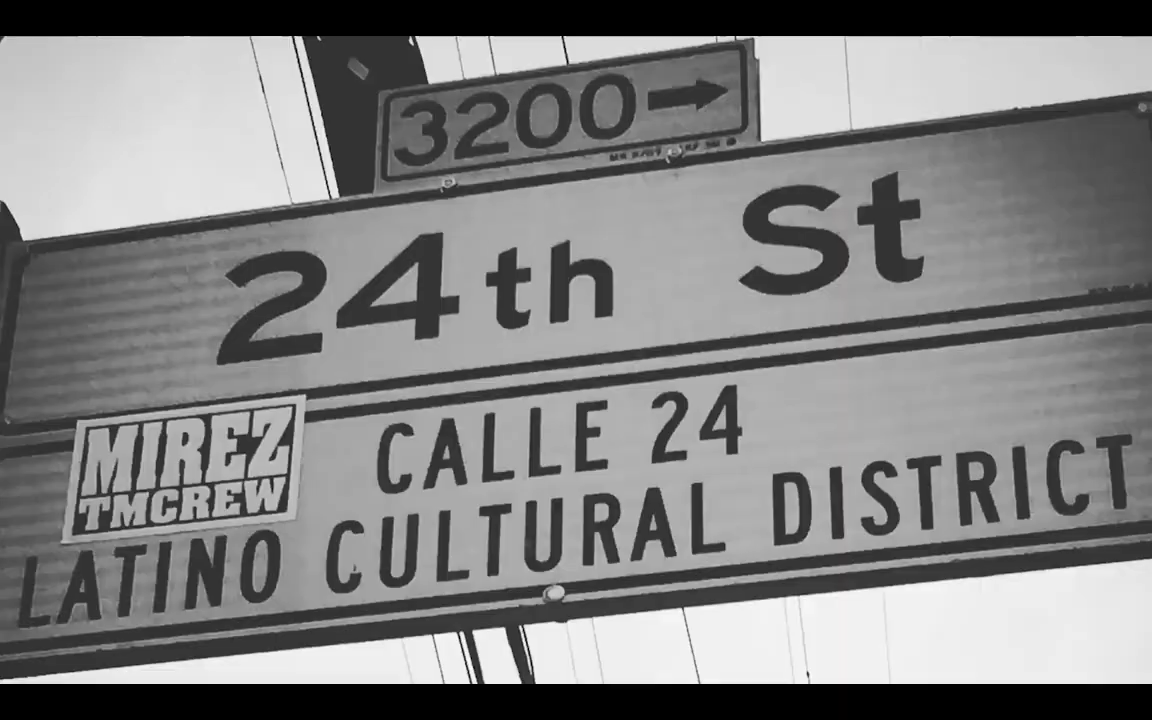 3200 →
24th St
MIREZ
TMCREW
CALLE 24
LATINO CULTURAL DISTRICT